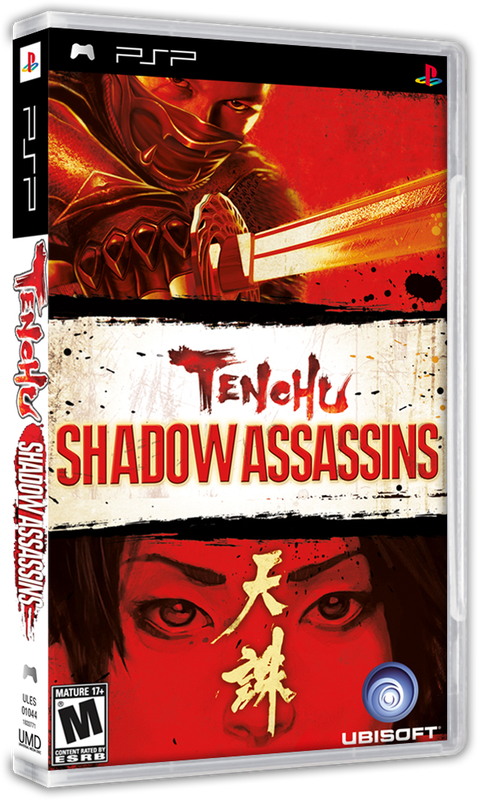 PSP
PSP
TENCHU
SHADOW ASSASSINS
TENCHU
SHADOW ASSASSINS
天
誅
MATURE 17+
M
CONTENT RATED BY
ESRB
UBISOFT
ULES
01044
UMD